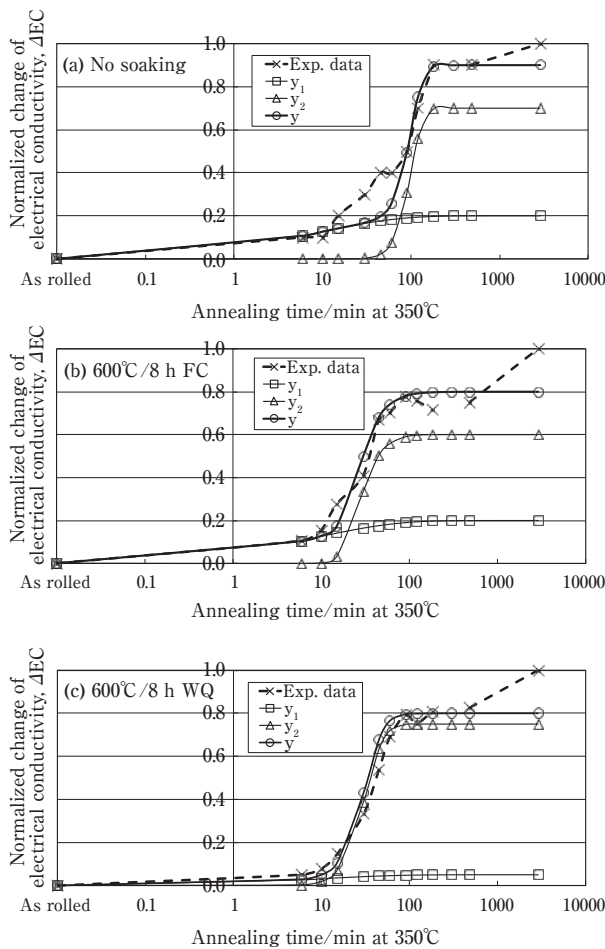 Normalized change of
electrical conductivity, ΔEC
(a) No soaking
Exp. data
y1
y2
y
1.0
0.8
0.6
0.4
0.2
0.0
As rolled
0.1
1
10
100
1000
10000
Annealing time/min at 350℃
Normalized change of
electrical conductivity, ΔEC
(b) 600℃/8 h FC
Exp. data
y1
y2
y
1.0
0.8
0.6
0.4
0.2
0.0
As rolled
0.1
1
10
100
1000
10000
Annealing time/min at 350℃
Normalized change of
electrical conductivity, ΔEC
(c) 600℃/8 h WQ
Exp. data
y1
y2
y
1.0
0.8
0.6
0.4
0.2
0.0
As rolled
0.1
1
10
100
1000
10000
Annealing time/min at 350℃